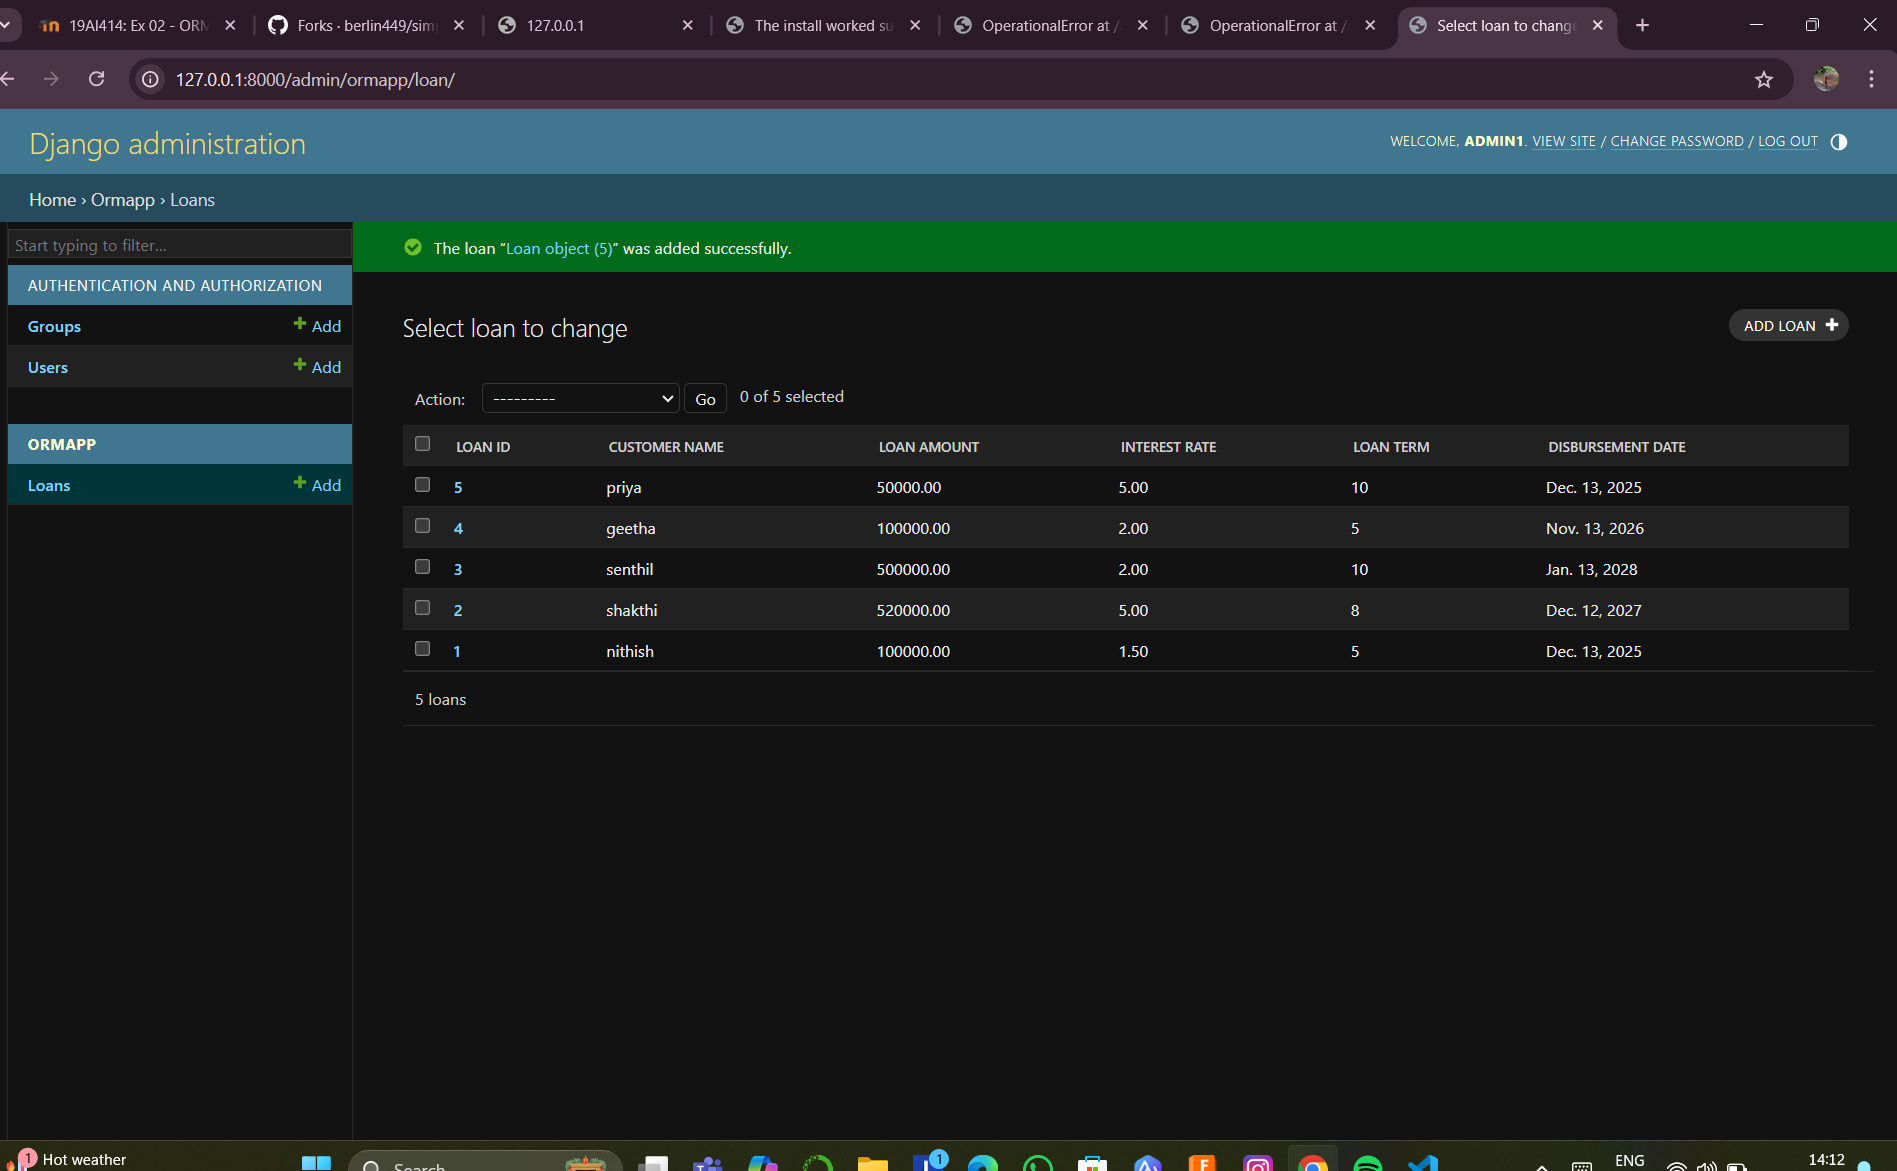 19AI414: Ex 02 - ORM
Forks · berlin449/sim
127.0.0.1
The install worked su
OperationalError at /
OperationalError at /
Select loan to change
127.0.0.1:8000/admin/ormapp/loan/
Django administration
WELCOME, ADMIN1. VIEW SITE / CHANGE PASSWORD / LOG OUT
Home › Ormapp › Loans
Start typing to filter...
The loan “Loan object (5)” was added successfully.
AUTHENTICATION AND AUTHORIZATION
Groups Add
Users Add
ORMAPP
Loans Add
Select loan to change
ADD LOAN
Action: --------- Go 0 of 5 selected
LOAN ID CUSTOMER NAME LOAN AMOUNT INTEREST RATE LOAN TERM DISBURSEMENT DATE
5 priya 50000.00 5.00 10 Dec. 13, 2025
4 geetha 100000.00 2.00 5 Nov. 13, 2026
3 senthil 500000.00 2.00 10 Jan. 13, 2028
2 shakthi 520000.00 5.00 8 Dec. 12, 2027
1 nithish 100000.00 1.50 5 Dec. 13, 2025
5 loans
1 Hot weather
Search
1
ENG
14:12